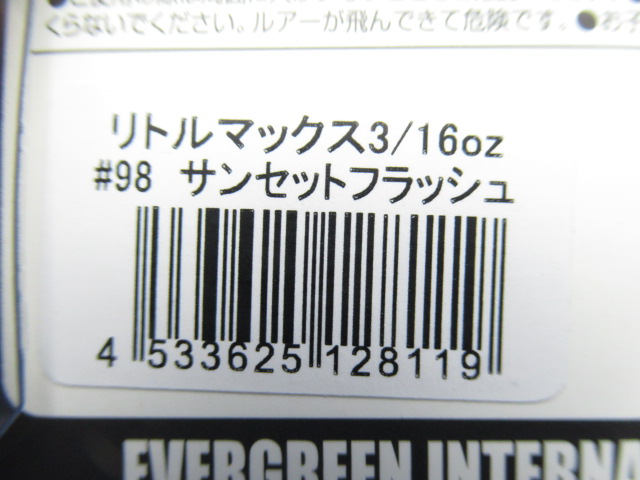 くらないでください。ルアーが飛んできて危険です。●お子
リトルマックス3/16oz
#98 サンセットフラッシュ
4 533625 128119
EVERGREEN INTERNA